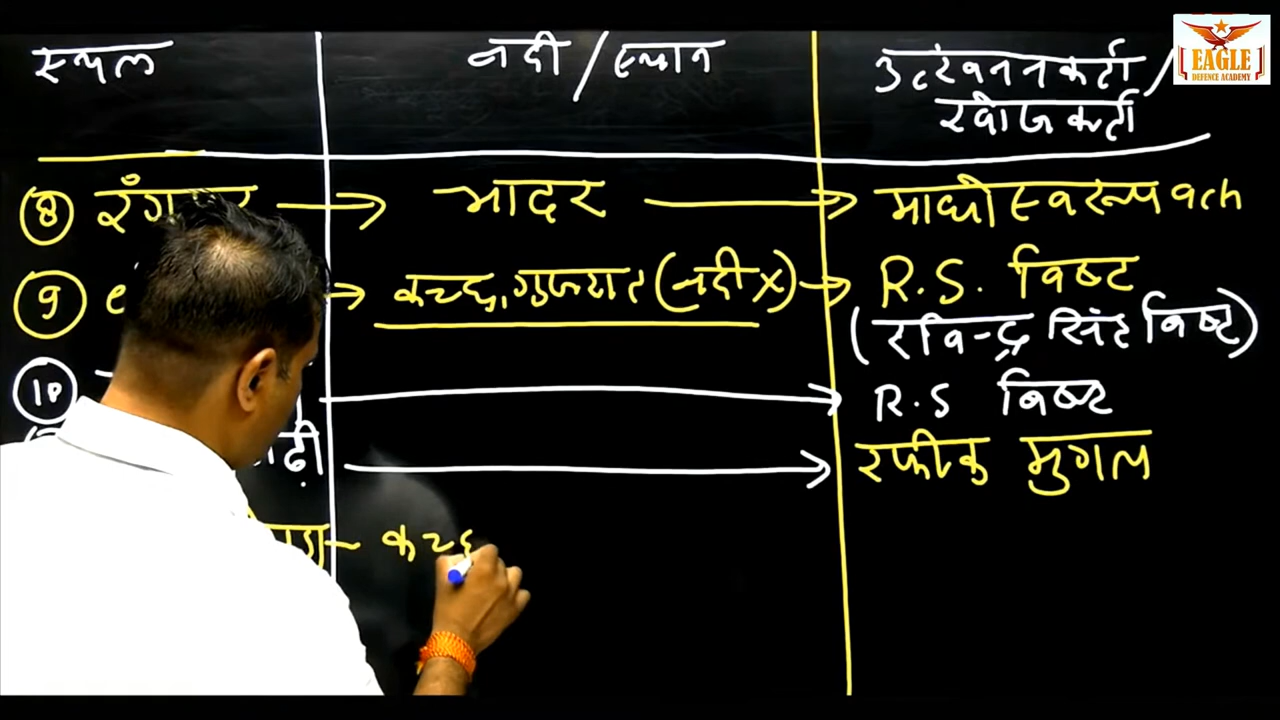 EAGLE
DEFENCE ACADEMY
स्थल नदी / स्थान उत्खननकर्ता /
खोजकर्ता
8 → भादर → माधोस्वरूप वत्स
9 → कच्छ, गुजरात (नदी X) → R.S. विष्ट
(रविन्द्र सिंह विष्ट)
10 → R.S विष्ट
→ रफीक मुगल